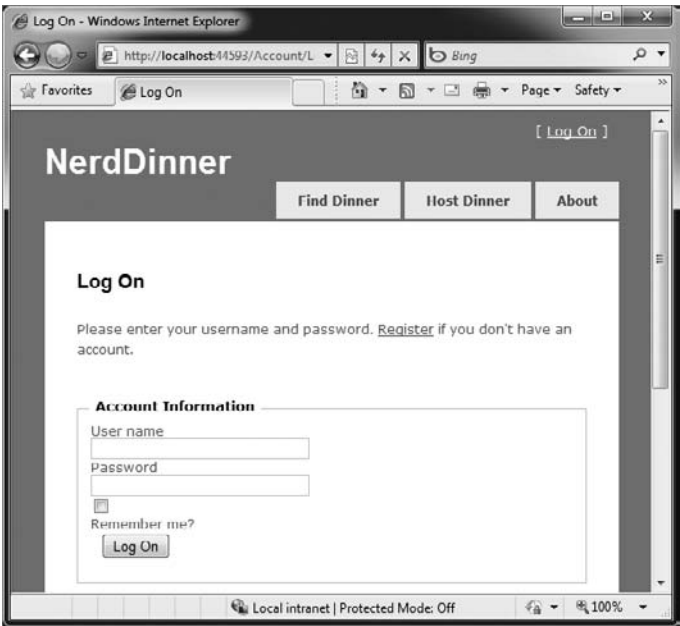 Log On - Windows Internet Explorer
http://localhost:44593/Account/L
Bing
Favorites
Log On
Page
Safety
[ Log On ]
NerdDinner
Find Dinner
Host Dinner
About
Log On
Please enter your username and password. Register if you don't have an
account.
Account Information
User name
Password
Remember me?
Log On
Local intranet | Protected Mode: Off
100%